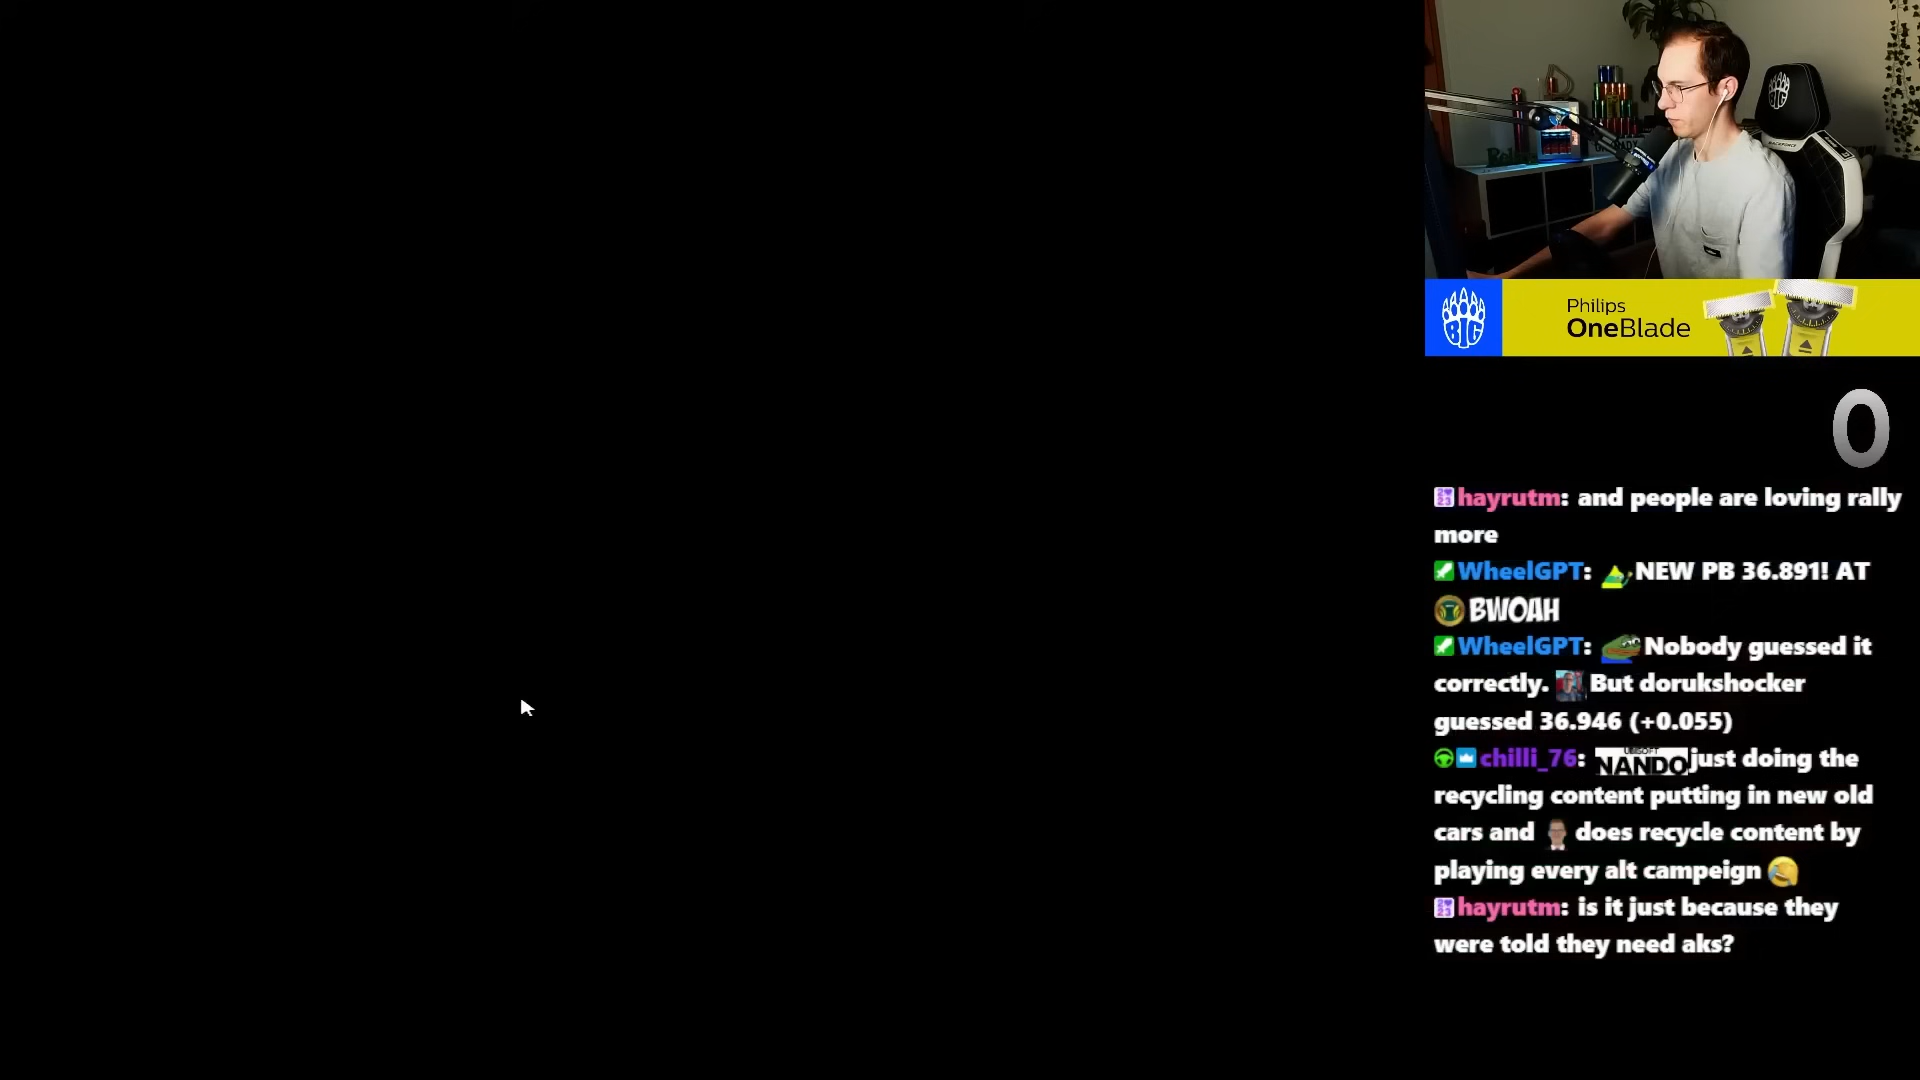 BIG
Philips
OneBlade
0
hayrutm: and people are loving rally
more
WheelGPT: NEW PB 36.891! AT
BWOAH
WheelGPT: Nobody guessed it
correctly. But dorukshocker
guessed 36.946 (+0.055)
chilli_76: NANDO just doing the
recycling content putting in new old
cars and does recycle content by
playing every alt campeign
hayrutm: is it just because they
were told they need aks?